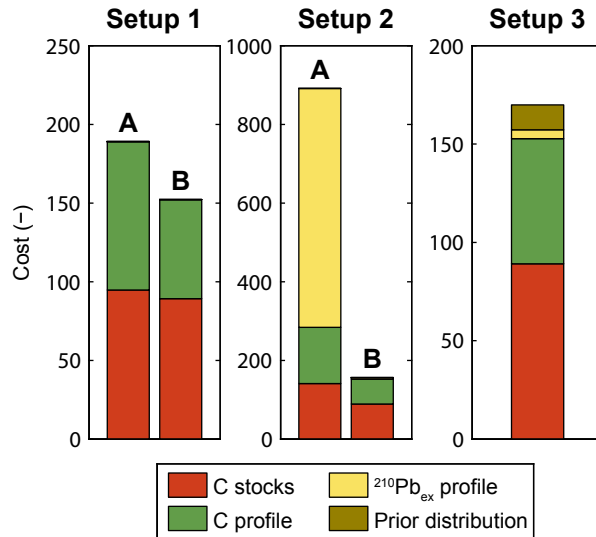 Setup 1 Setup 2 Setup 3
Cost (−)
250
200
150
100
50
0
A
B
1000
800
600
400
200
0
A
B
200
150
100
50
0
C stocks
C profile
²¹⁰Pbₑₓ profile
Prior distribution